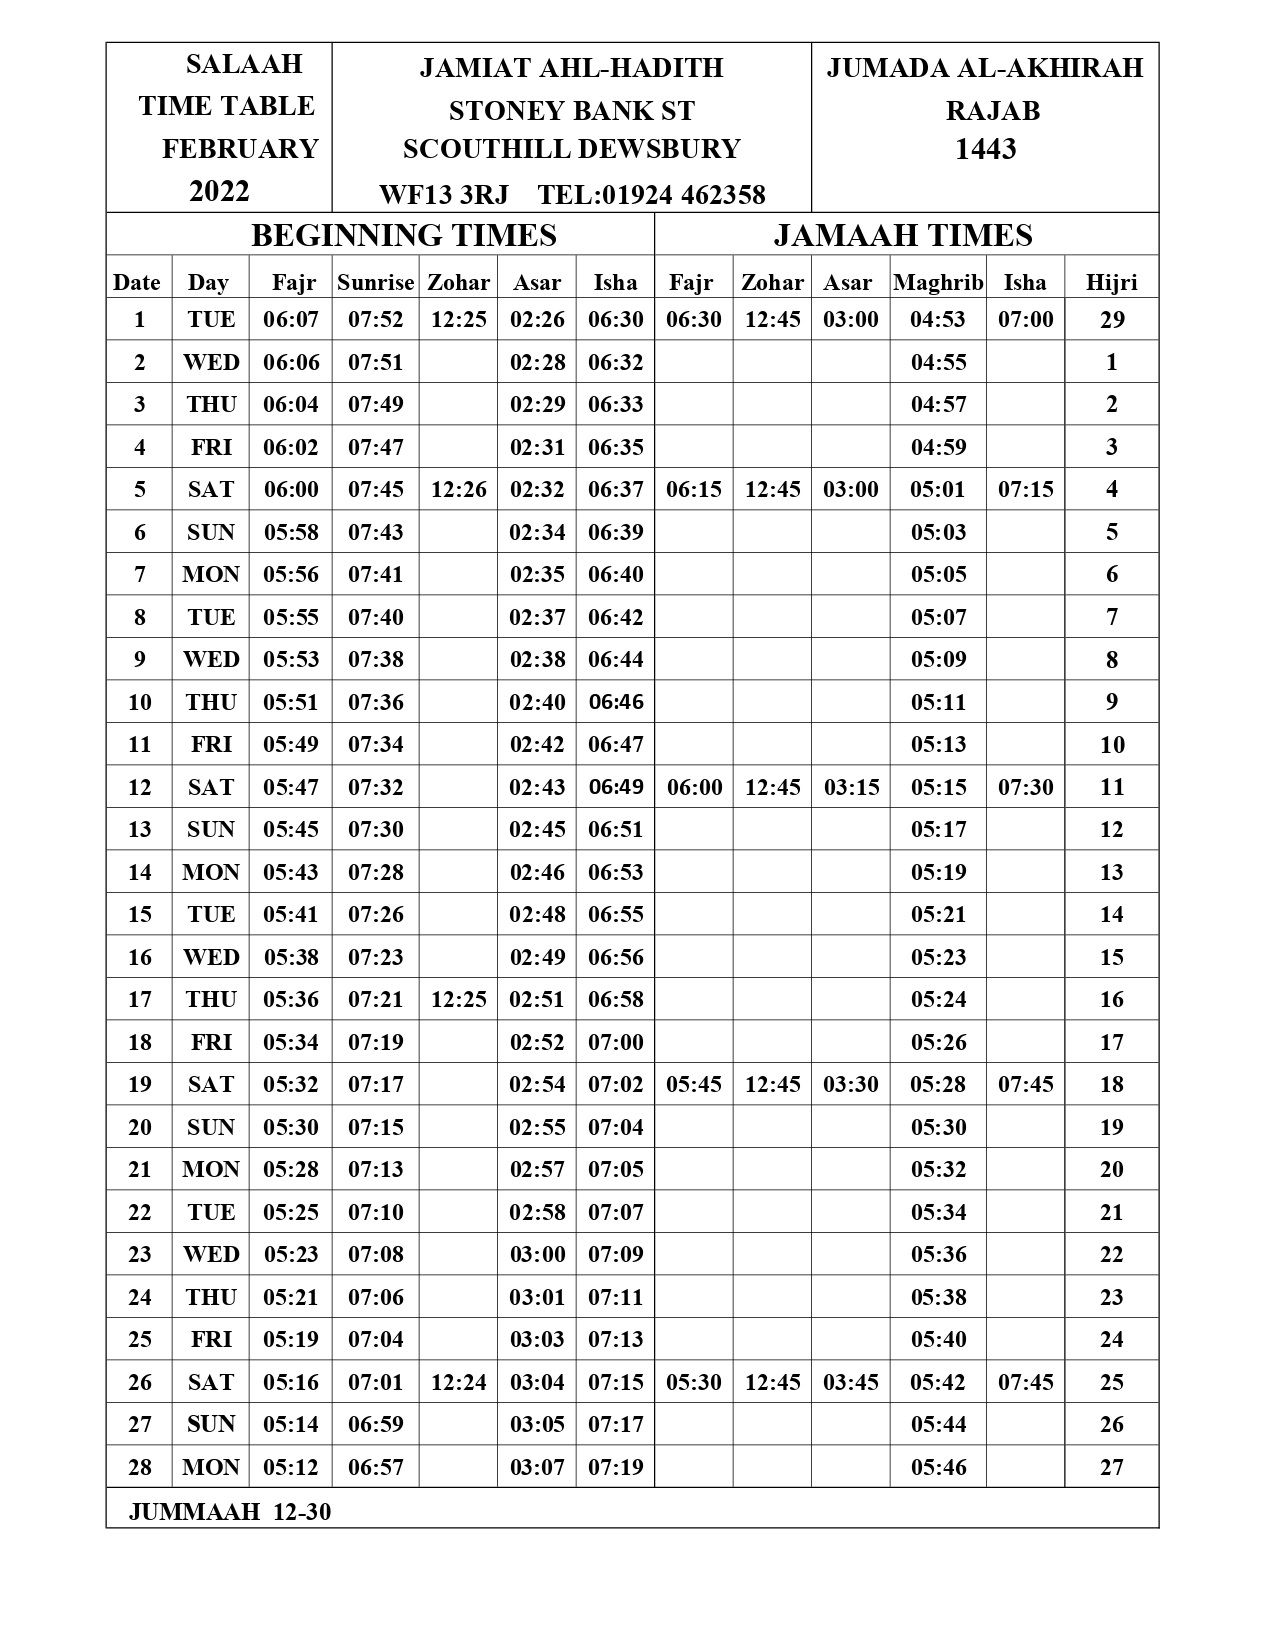 SALAAH
TIME TABLE
FEBRUARY
2022
JAMIAT AHL-HADITH
STONEY BANK ST
SCOUTHILL DEWSBURY
WF13 3RJ TEL:01924 462358
JUMADA AL-AKHIRAH
RAJAB
1443
BEGINNING TIMES JAMAAH TIMES
Date Day Fajr Sunrise Zohar Asar Isha Fajr Zohar Asar Maghrib Isha Hijri
1 TUE 06:07 07:52 12:25 02:26 06:30 06:30 12:45 03:00 04:53 07:00 29
2 WED 06:06 07:51 02:28 06:32 04:55 1
3 THU 06:04 07:49 02:29 06:33 04:57 2
4 FRI 06:02 07:47 02:31 06:35 04:59 3
5 SAT 06:00 07:45 12:26 02:32 06:37 06:15 12:45 03:00 05:01 07:15 4
6 SUN 05:58 07:43 02:34 06:39 05:03 5
7 MON 05:56 07:41 02:35 06:40 05:05 6
8 TUE 05:55 07:40 02:37 06:42 05:07 7
9 WED 05:53 07:38 02:38 06:44 05:09 8
10 THU 05:51 07:36 02:40 06:46 05:11 9
11 FRI 05:49 07:34 02:42 06:47 05:13 10
12 SAT 05:47 07:32 02:43 06:49 06:00 12:45 03:15 05:15 07:30 11
13 SUN 05:45 07:30 02:45 06:51 05:17 12
14 MON 05:43 07:28 02:46 06:53 05:19 13
15 TUE 05:41 07:26 02:48 06:55 05:21 14
16 WED 05:38 07:23 02:49 06:56 05:23 15
17 THU 05:36 07:21 12:25 02:51 06:58 05:24 16
18 FRI 05:34 07:19 02:52 07:00 05:26 17
19 SAT 05:32 07:17 02:54 07:02 05:45 12:45 03:30 05:28 07:45 18
20 SUN 05:30 07:15 02:55 07:04 05:30 19
21 MON 05:28 07:13 02:57 07:05 05:32 20
22 TUE 05:25 07:10 02:58 07:07 05:34 21
23 WED 05:23 07:08 03:00 07:09 05:36 22
24 THU 05:21 07:06 03:01 07:11 05:38 23
25 FRI 05:19 07:04 03:03 07:13 05:40 24
26 SAT 05:16 07:01 12:24 03:04 07:15 05:30 12:45 03:45 05:42 07:45 25
27 SUN 05:14 06:59 03:05 07:17 05:44 26
28 MON 05:12 06:57 03:07 07:19 05:46 27
JUMMAAH 12-30